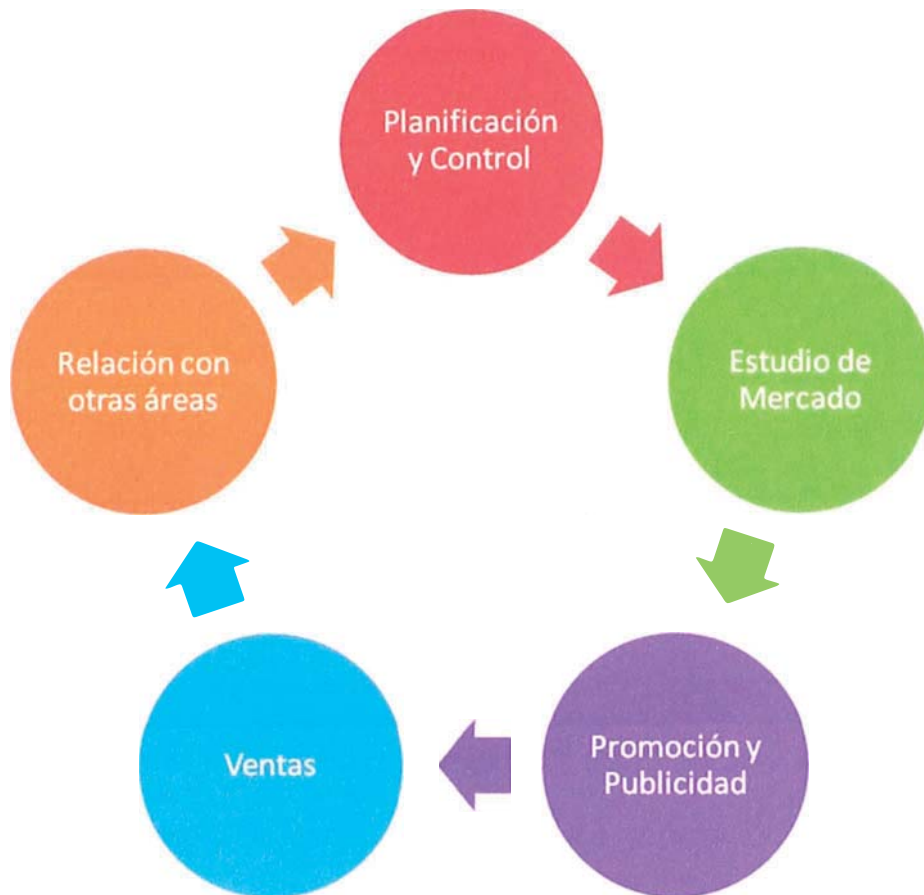 Planificación
y Control
Estudio de
Mercado
Promoción y
Publicidad
Ventas
Relación con
otras áreas